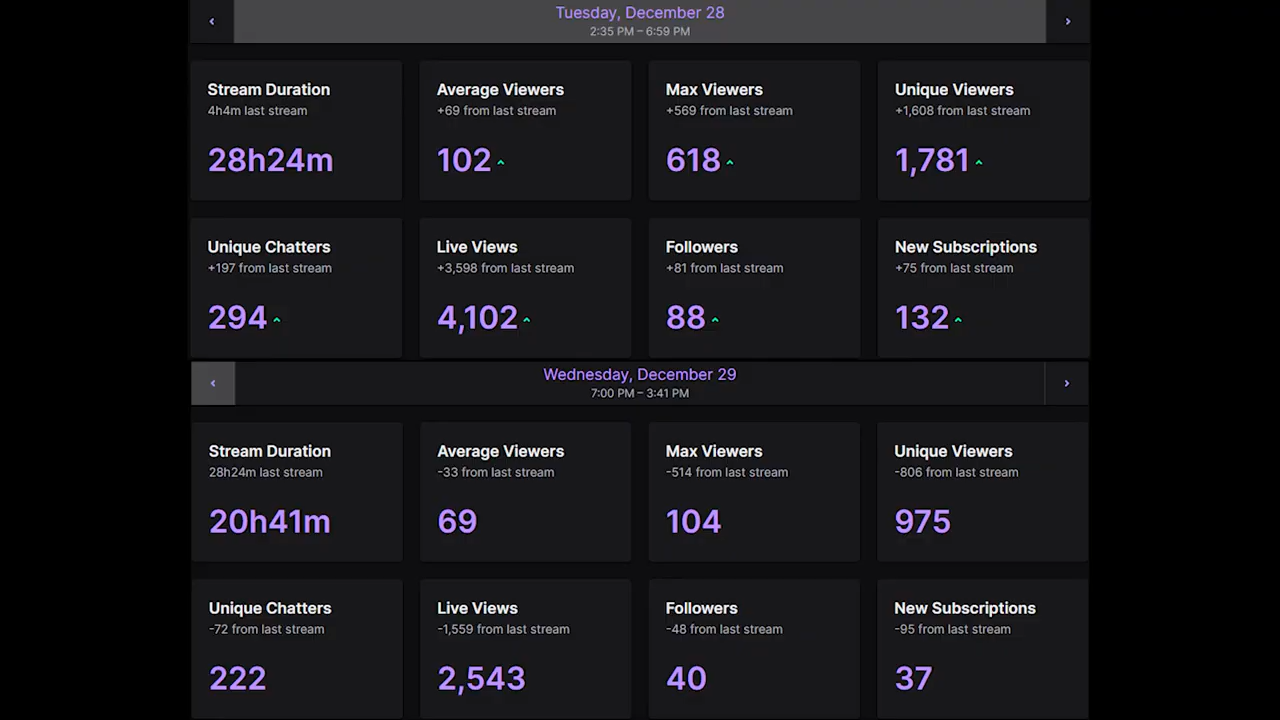 Tuesday, December 28
2:35 PM – 6:59 PM
Stream Duration
4h4m last stream
28h24m
Average Viewers
+69 from last stream
102
Max Viewers
+569 from last stream
618
Unique Viewers
+1,608 from last stream
1,781
Unique Chatters
+197 from last stream
294
Live Views
+3,598 from last stream
4,102
Followers
+81 from last stream
88
New Subscriptions
+75 from last stream
132
Wednesday, December 29
7:00 PM – 3:41 PM
Stream Duration
28h24m last stream
20h41m
Average Viewers
-33 from last stream
69
Max Viewers
-514 from last stream
104
Unique Viewers
-806 from last stream
975
Unique Chatters
-72 from last stream
222
Live Views
-1,559 from last stream
2,543
Followers
-48 from last stream
40
New Subscriptions
-95 from last stream
37